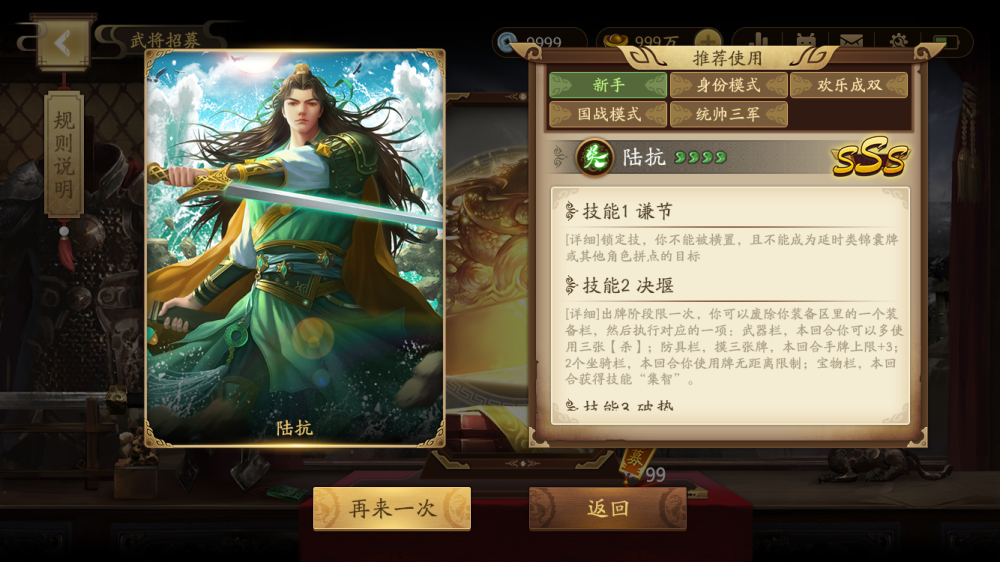 武将招募
9999
999万
规则说明
陆抗
推荐使用
新手
身份模式
欢乐成双
国战模式
统帅三军
吴 陆抗
SSS
技能1 谦节
[详细]锁定技，你不能被横置，且不能成为延时类锦囊牌
或其他角色拼点的目标
技能2 决堰
[详细]出牌阶段限一次，你可以废除你装备区里的一个装
备栏，然后执行对应的一项：武器栏，本回合你可以多使
用三张【杀】；防具栏，摸三张牌，本回合手牌上限+3；
2个坐骑栏，本回合你使用牌无距离限制；宝物栏，本回
合获得技能“集智”。
技能3 破势
募
99
再来一次
返回